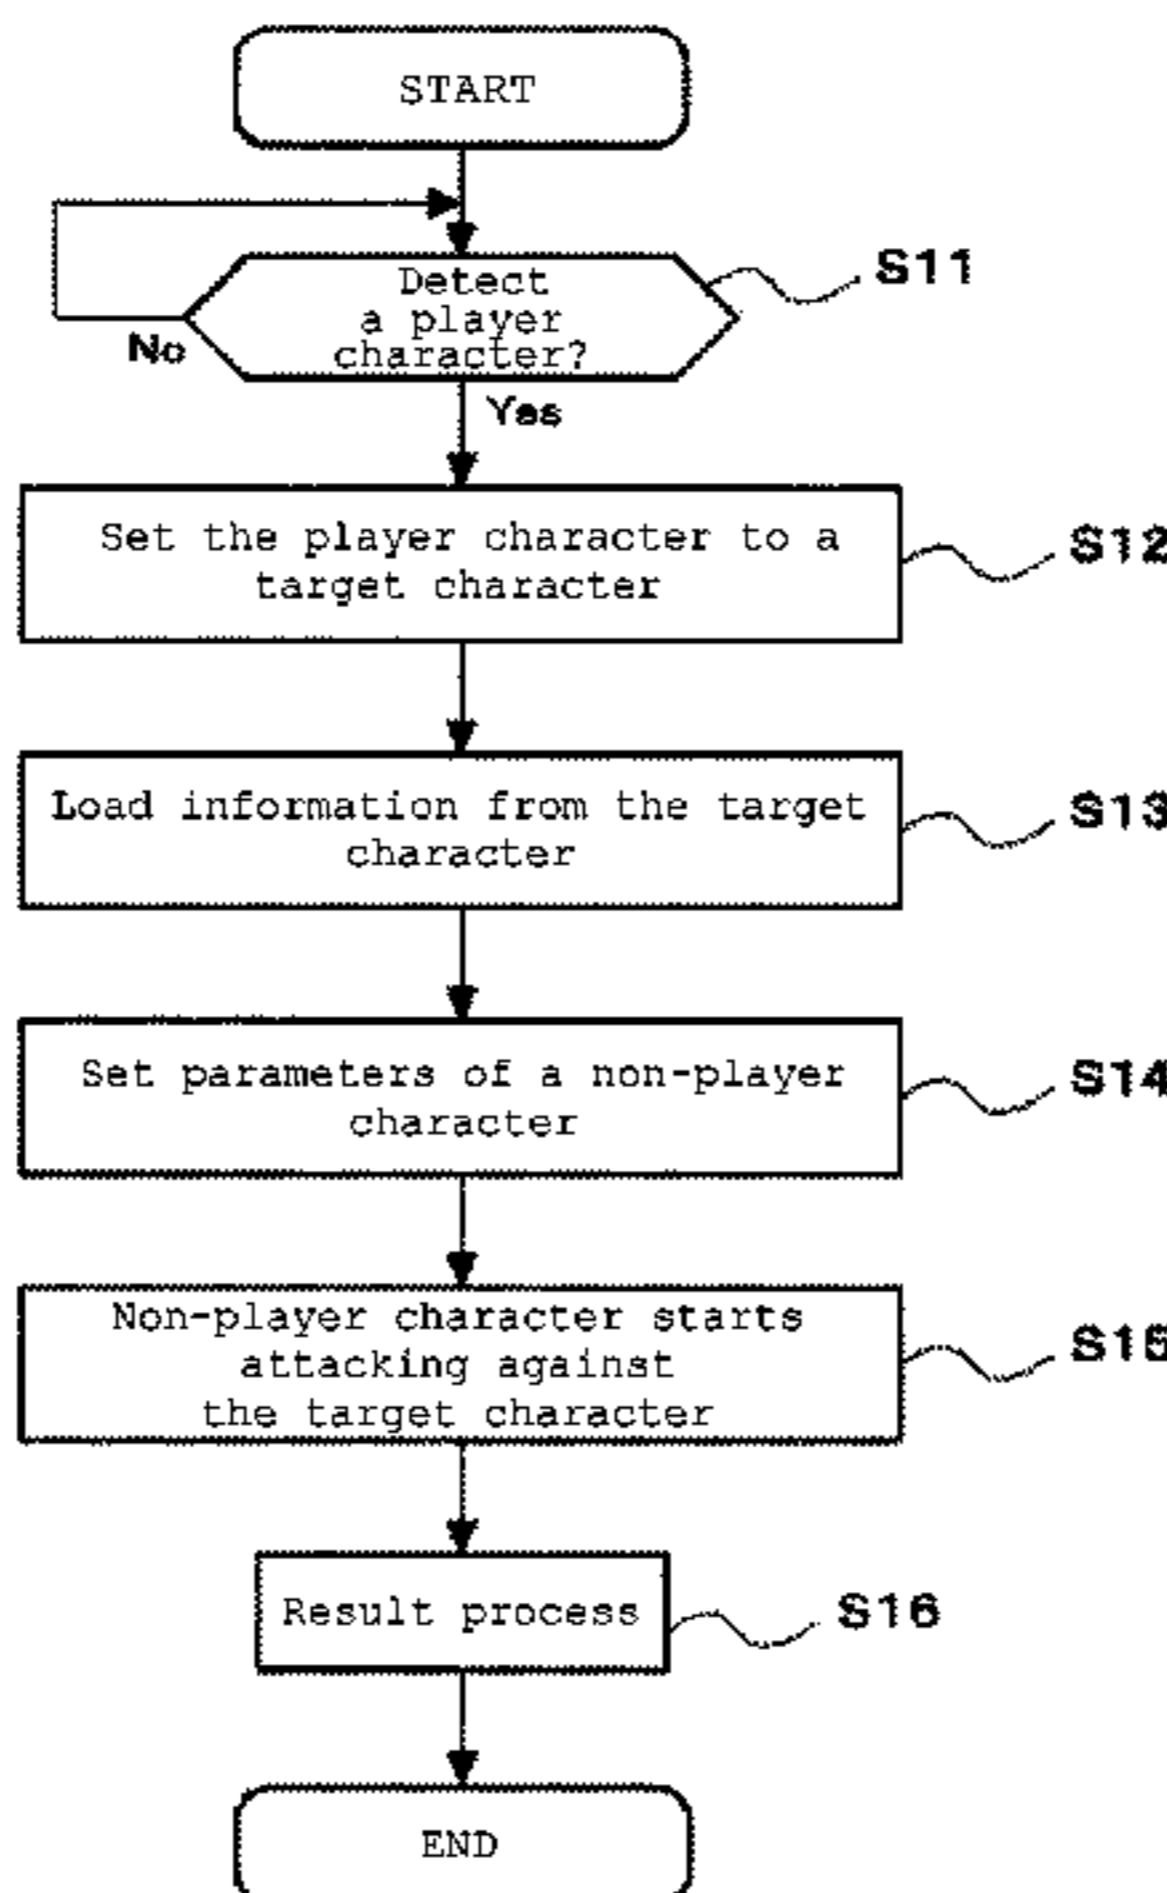 START
Detect
a player
character?
S11
No
Yes
Set the player character to a
target character
S12
Load information from the target
character
S13
Set parameters of a non-player
character
S14
Non-player character starts
attacking against
the target character
S15
Result process
S16
END